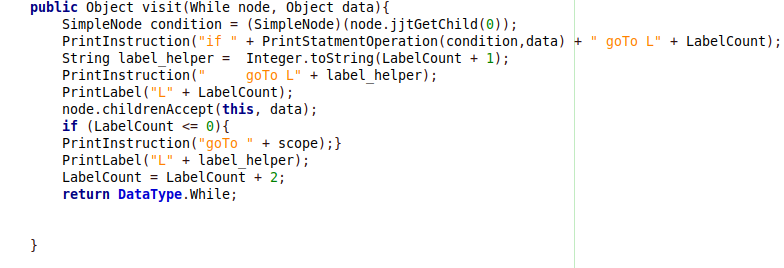 public Object visit(While node, Object data){
    SimpleNode condition = (SimpleNode)(node.jjtGetChild(0));
    PrintInstruction("if " + PrintStatmentOperation(condition,data) + " goTo L" + LabelCount);
    String label_helper =  Integer.toString(LabelCount + 1);
    PrintInstruction("     goTo L" + label_helper);
    PrintLabel("L" + LabelCount);
    node.childrenAccept(this, data);
    if (LabelCount <= 0){
    PrintInstruction("goTo " + scope);}
    PrintLabel("L" + label_helper);
    LabelCount = LabelCount + 2;
    return DataType.While;
}